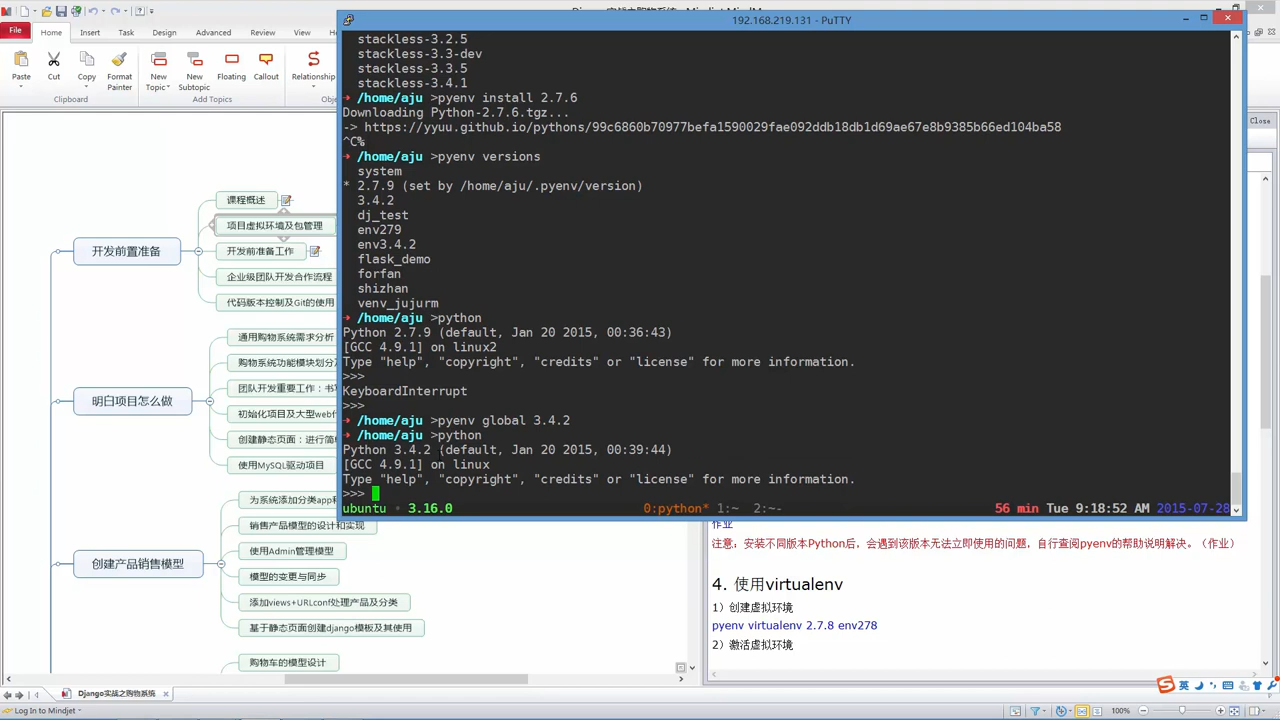 192.168.219.131 - PuTTY
File
Home
Insert
Task
Design
Advanced
Review
View
Paste
Cut
Copy
Format
Painter
New
Topic
New
Subtopic
Floating
Callout
Relationship
Clipboard
Add Topics
Close
stackless-3.2.5
stackless-3.3-dev
stackless-3.3.5
stackless-3.4.1
➜ /home/aju >pyenv install 2.7.6
Downloading Python-2.7.6.tgz...
-> https://yyuu.github.io/pythons/99c6860b70977befa1590029fae092ddb18db1d69ae67e8b9385b66ed104ba58
^C%
➜ /home/aju >pyenv versions
system
* 2.7.9 (set by /home/aju/.pyenv/version)
3.4.2
dj_test
env279
env3.4.2
flask_demo
forfan
shizhan
venv_jujurm
➜ /home/aju >python
Python 2.7.9 (default, Jan 20 2015, 00:36:43)
[GCC 4.9.1] on linux2
Type "help", "copyright", "credits" or "license" for more information.
>>>
KeyboardInterrupt
>>>
➜ /home/aju >pyenv global 3.4.2
➜ /home/aju >python
Python 3.4.2 (default, Jan 20 2015, 00:39:44)
[GCC 4.9.1] on linux
Type "help", "copyright", "credits" or "license" for more information.
>>>
ubuntu · 3.16.0 0:python* 1:~ 2:~- 56 min Tue 9:18:52 AM 2015-07-28
开发前置准备
课程概述
项目虚拟环境及包管理
开发前准备工作
企业级团队开发合作流程
代码版本控制及Git的使用
明白项目怎么做
通用购物系统需求分析
购物系统功能模块划分
团队开发重要工作：书
初始化项目及大型web
创建静态页面：进行简
使用MySQL驱动项目
创建产品销售模型
为系统添加分类app
销售产品模型的设计和实现
使用Admin管理模型
模型的变更与同步
添加views+URLconf处理产品及分类
基于静态页面创建django模板及其使用
购物车的模型设计
作业
注意，安装不同版本Python后，会遇到该版本无法立即使用的问题，自行查阅pyenv的帮助说明解决。（作业）
4. 使用virtualenv
1）创建虚拟环境
pyenv virtualenv 2.7.8 env278
2）激活虚拟环境
英
Django实战之购物系统
Log In to Mindjet
100%